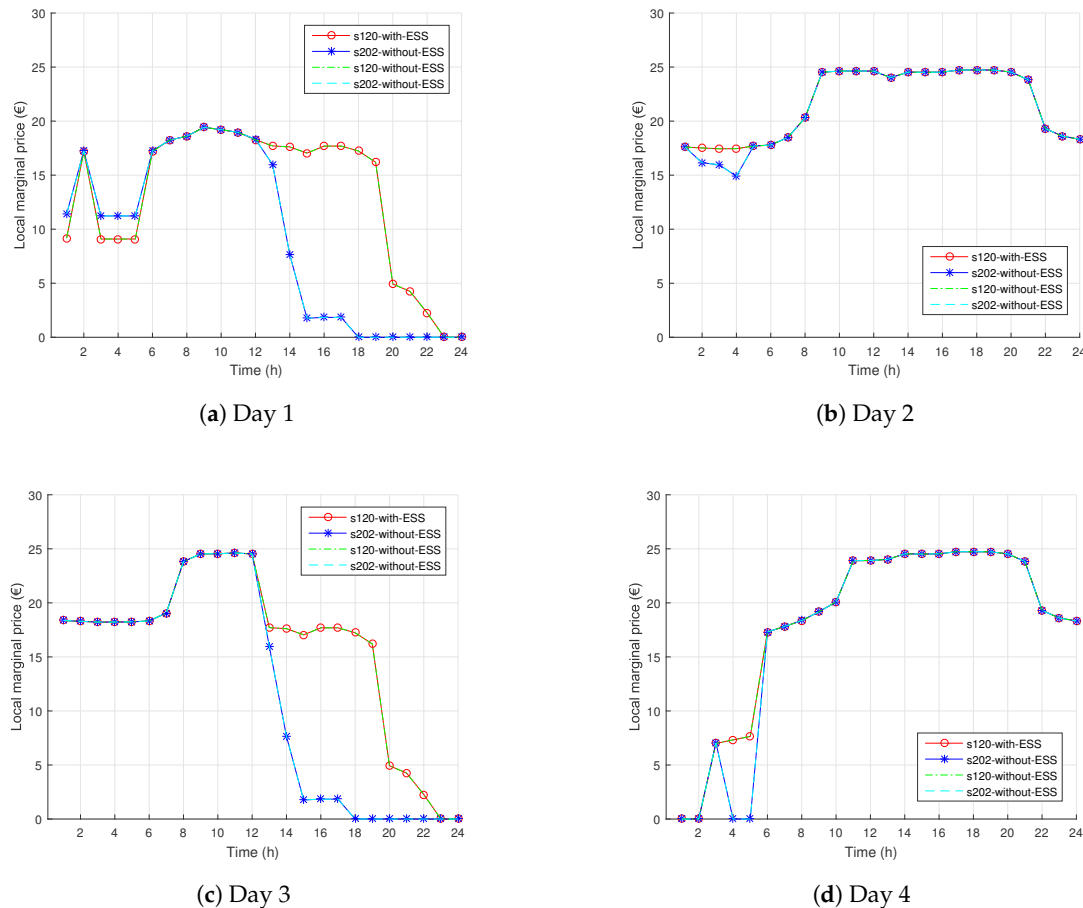 30
25
20
15
10
5
0
Local marginal price (€)
s120-with-ESS
s202-without-ESS
s120-without-ESS
s202-without-ESS
2 4 6 8 10 12 14 16 18 20 22 24
Time (h)
(a) Day 1
30
25
20
15
10
5
0
Local marginal price (€)
s120-with-ESS
s202-without-ESS
s120-without-ESS
s202-without-ESS
2 4 6 8 10 12 14 16 18 20 22 24
Time (h)
(b) Day 2
30
25
20
15
10
5
0
Local marginal price (€)
s120-with-ESS
s202-without-ESS
s120-without-ESS
s202-without-ESS
2 4 6 8 10 12 14 16 18 20 22 24
Time (h)
(c) Day 3
30
25
20
15
10
5
0
Local marginal price (€)
s120-with-ESS
s202-without-ESS
s120-without-ESS
s202-without-ESS
2 4 6 8 10 12 14 16 18 20 22 24
Time (h)
(d) Day 4